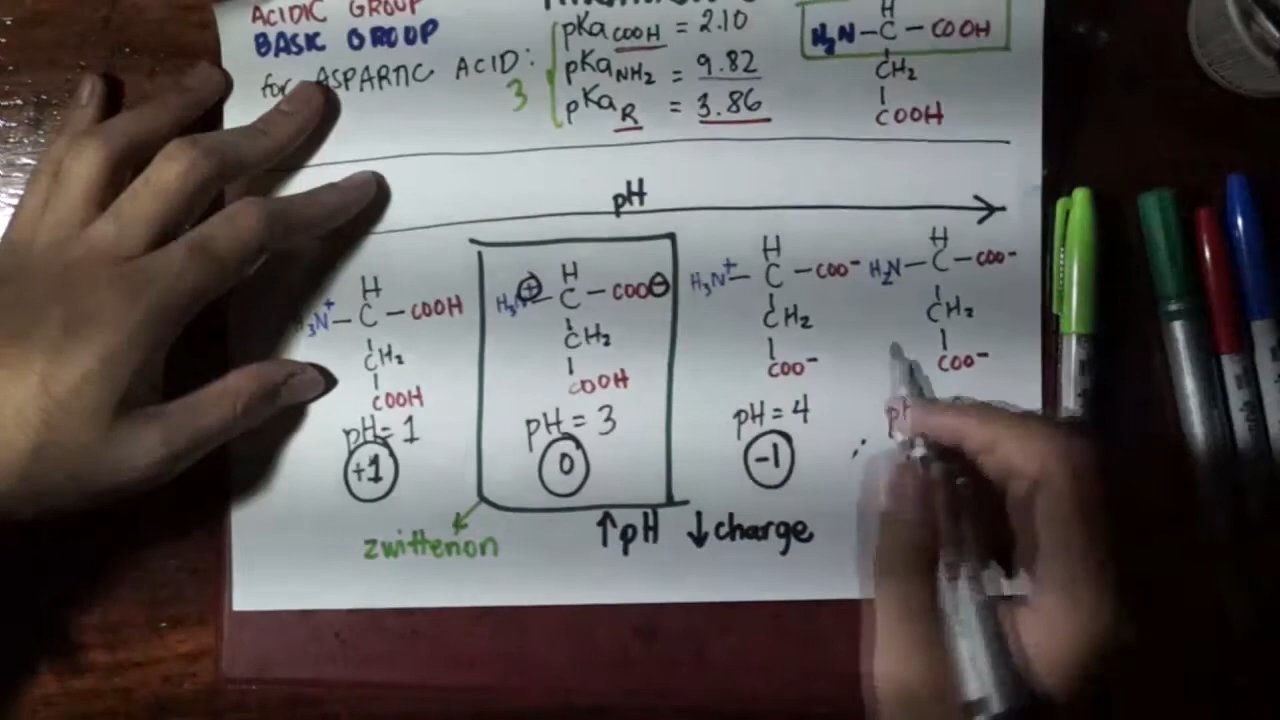 ACIDIC GROUP
BASIC GROUP
for ASPARTIC ACID:
3
pKa COOH = 2.10
pKa NH₂ = 9.82
pKa R = 3.86
H
H₂N-C-COOH
CH₂
COOH
pH
H
H₃N⁺-C-COOH
CH₂
COOH
pH=1
+1
H
H₃N⊕-C-COO⊖
CH₂
COOH
pH=3
0
H
H₃N⁺-C-COO⁻
CH₂
COO⁻
pH=4
-1
H
H₂N-C-COO⁻
CH₂
COO⁻
pH
zwitterion
↑pH ↓charge